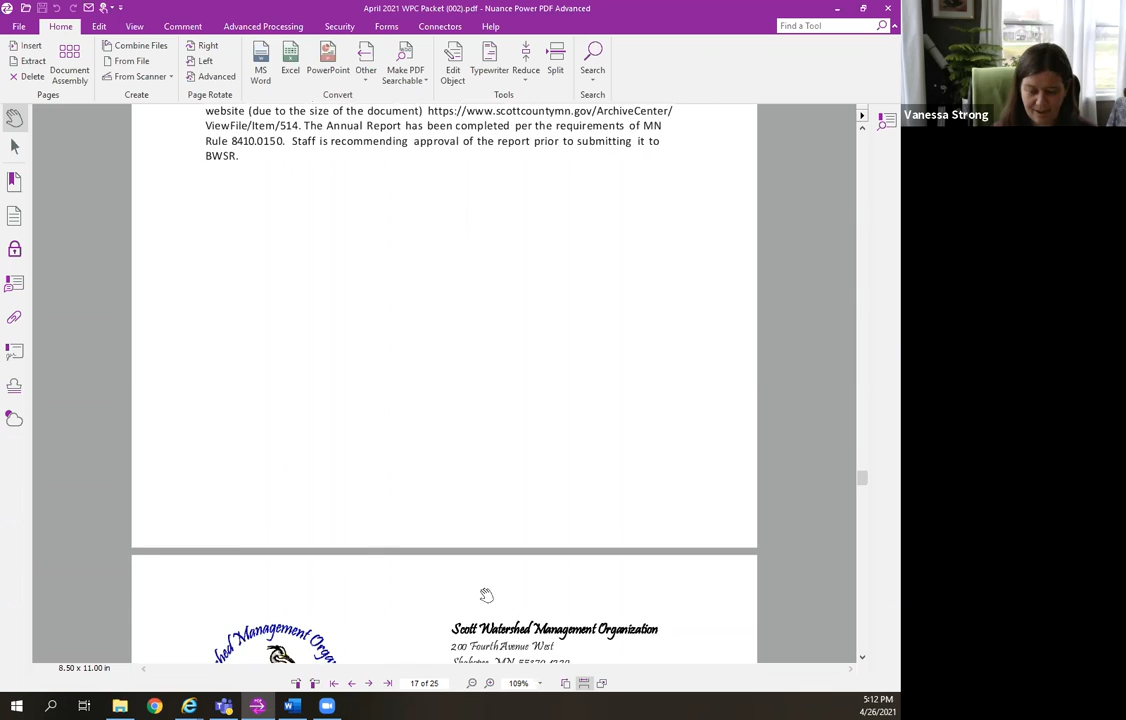 April 2021 WPC Packet (002).pdf - Nuance Power PDF Advanced
File Home Edit View Comment Advanced Processing Security Forms Connectors Help Find a Tool
Insert
Extract
Delete
Document Assembly
Pages
Combine Files
From File
From Scanner
Create
Right
Left
Advanced
Page Rotate
MS Word
Excel
PowerPoint
Other
Make PDF Searchable
Convert
Edit Object
Typewriter
Reduce
Split
Tools
Search
Search
Vanessa Strong
website (due to the size of the document) https://www.scottcountymn.gov/ArchiveCenter/
ViewFile/Item/514. The Annual Report has been completed per the requirements of MN
Rule 8410.0150. Staff is recommending approval of the report prior to submitting it to
BWSR.
Management
Scott Watershed Management Organization
200 Fourth Avenue West
Shakopee, MN 55379-1220
8.50 x 11.00 in
17 of 25
109%
5:12 PM
4/26/2021